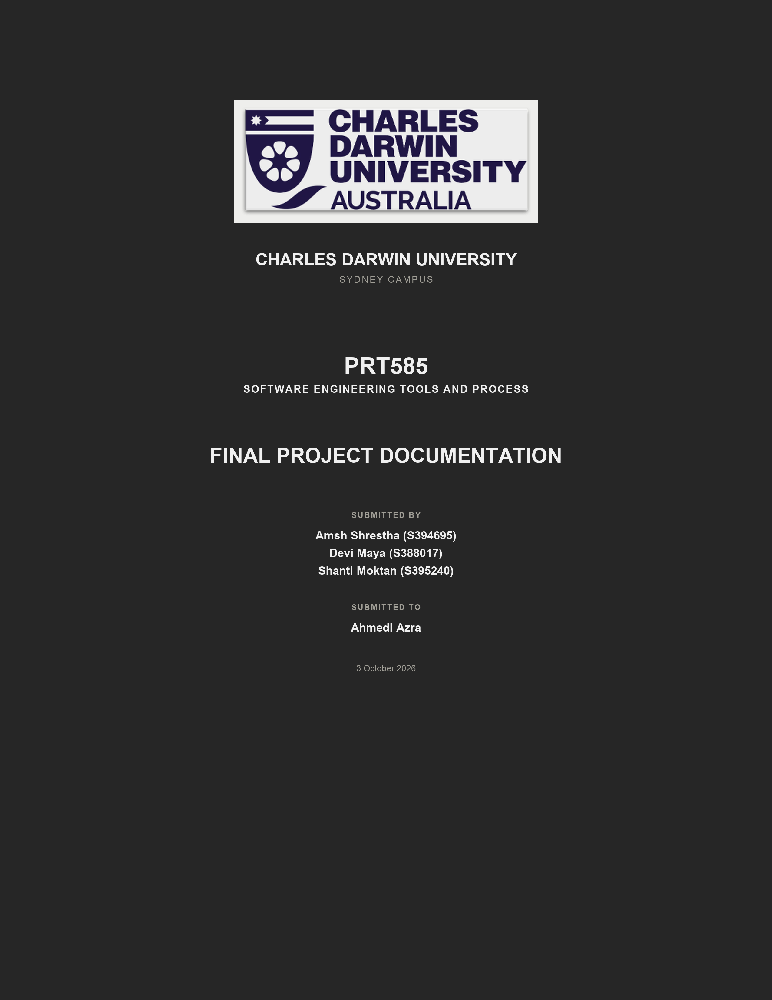 CHARLES
DARWIN
UNIVERSITY
AUSTRALIA
CHARLES DARWIN UNIVERSITY
SYDNEY CAMPUS
PRT585
SOFTWARE ENGINEERING TOOLS AND PROCESS
FINAL PROJECT DOCUMENTATION
SUBMITTED BY
Amsh Shrestha (S394695)
Devi Maya (S388017)
Shanti Moktan (S395240)
SUBMITTED TO
Ahmedi Azra
3 October 2026